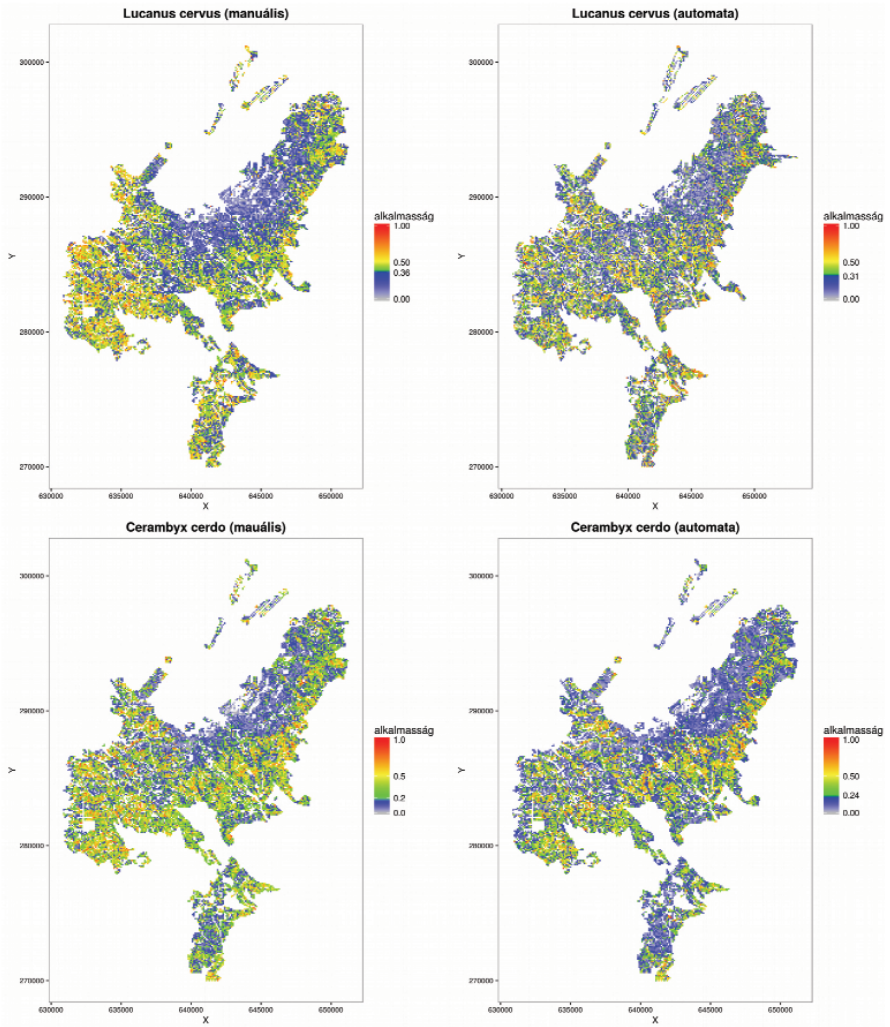 Lucanus cervus (manuális)
Lucanus cervus (automata)
300000
290000
280000
270000
Y
630000 635000 640000 645000 650000
X
alkalmasság
1.00
0.50
0.36
0.00
300000
290000
280000
270000
Y
630000 635000 640000 645000 650000
X
alkalmasság
1.00
0.50
0.31
0.00
Cerambyx cerdo (mauális)
Cerambyx cerdo (automata)
300000
290000
280000
270000
Y
630000 635000 640000 645000 650000
X
alkalmasság
1.0
0.5
0.2
0.0
300000
290000
280000
270000
Y
630000 635000 640000 645000 650000
X
alkalmasság
1.00
0.50
0.24
0.00